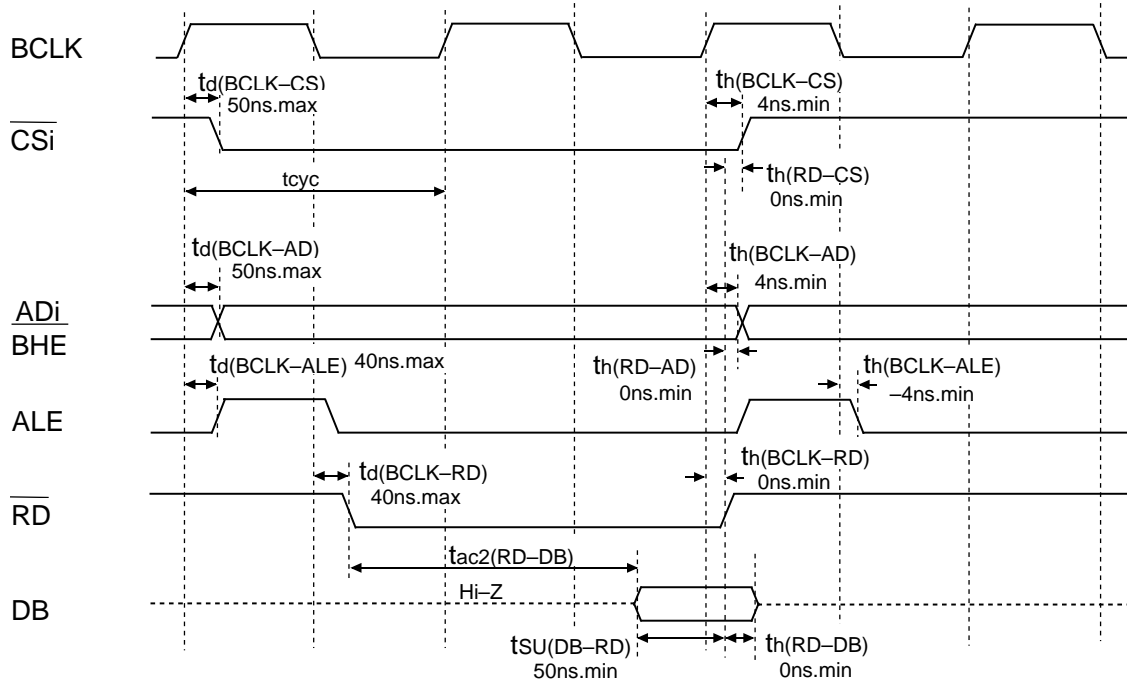 BCLK
td(BCLK–CS)
50ns.max
th(BCLK–CS)
4ns.min
CSi
tcyc
th(RD–CS)
0ns.min
td(BCLK–AD)
50ns.max
th(BCLK–AD)
4ns.min
ADi
BHE
td(BCLK–ALE) 40ns.max
th(RD–AD)
0ns.min
th(BCLK–ALE)
–4ns.min
ALE
td(BCLK–RD)
40ns.max
th(BCLK–RD)
0ns.min
RD
tac2(RD–DB)
Hi–Z
DB
tSU(DB–RD)
50ns.min
th(RD–DB)
0ns.min